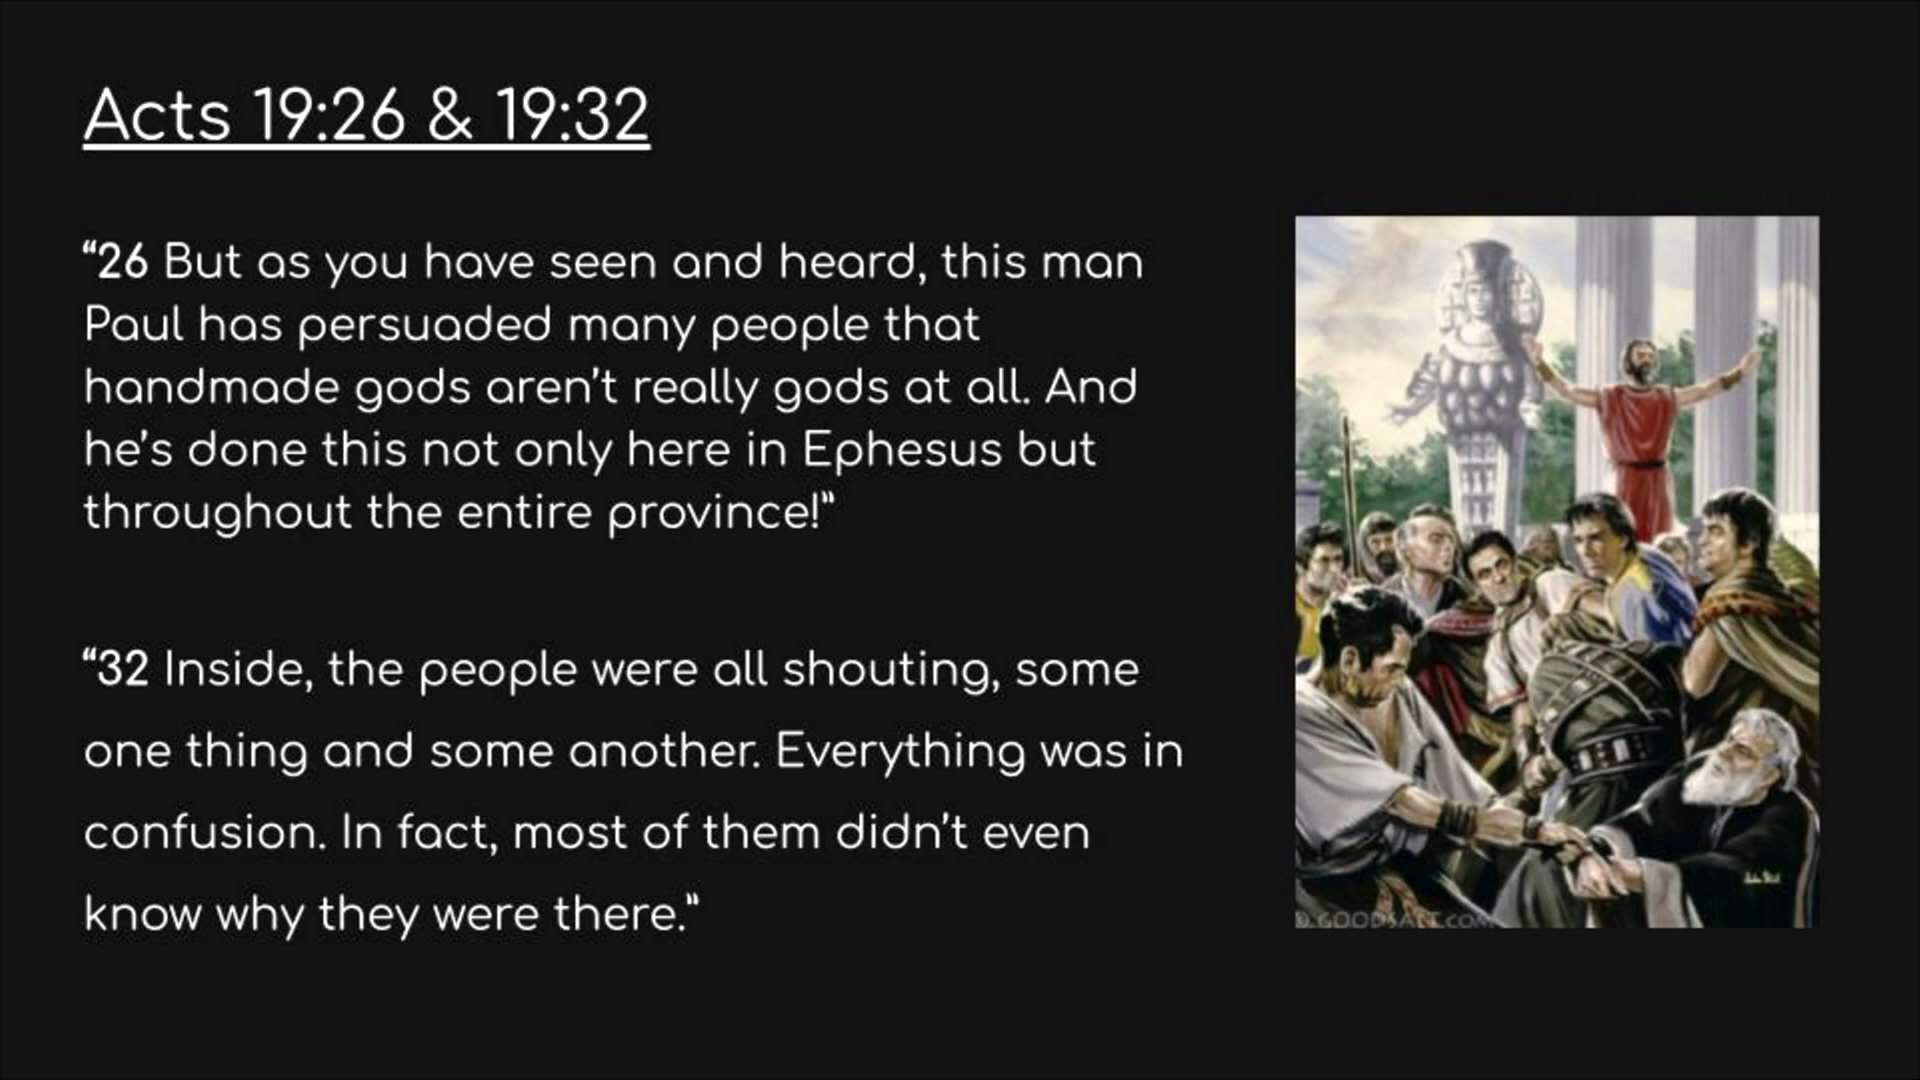 Acts 19:26 & 19:32
“26 But as you have seen and heard, this man
Paul has persuaded many people that
handmade gods aren’t really gods at all. And
he’s done this not only here in Ephesus but
throughout the entire province!”
“32 Inside, the people were all shouting, some
one thing and some another. Everything was in
confusion. In fact, most of them didn’t even
know why they were there.”
© GOODSALT.COM